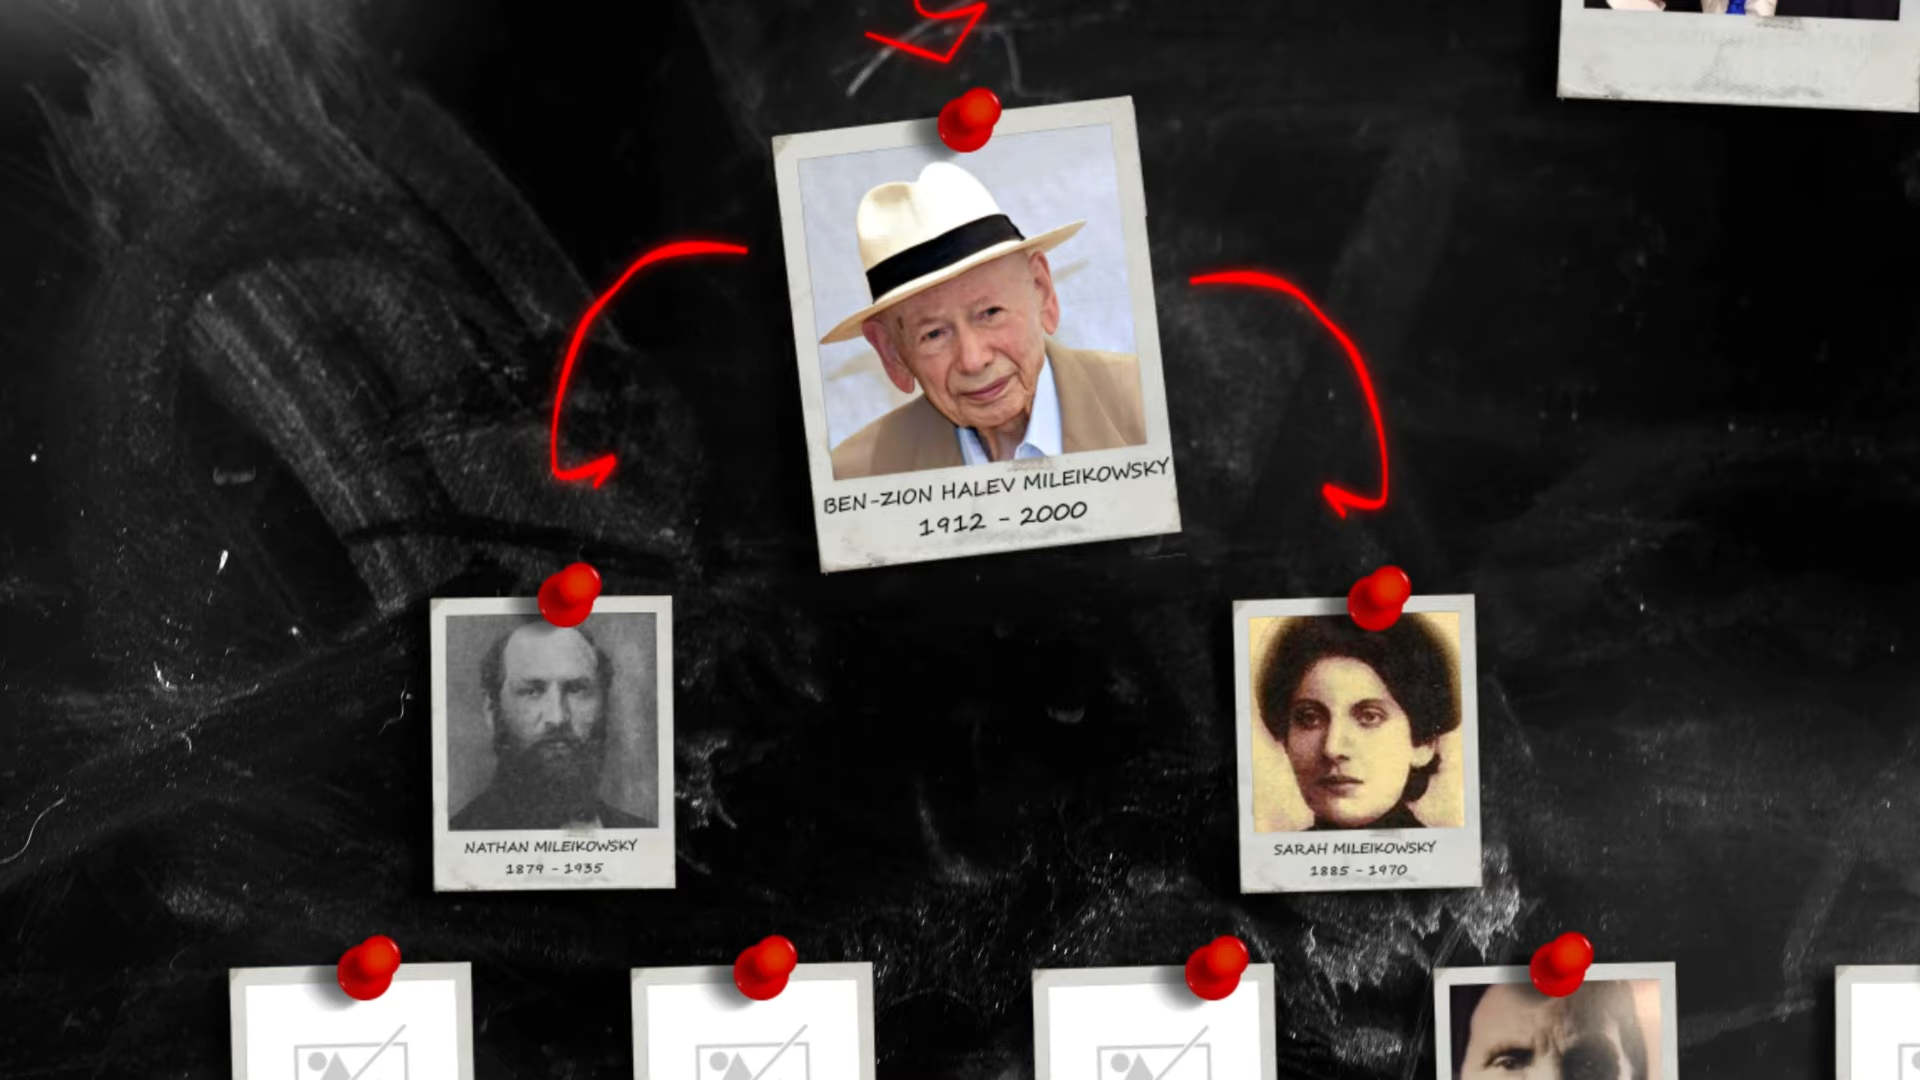 BEN-ZION HALEV MILEIKOWSKY
1912 - 2000
NATHAN MILEIKOWSKY
1879 - 1935
SARAH MILEIKOWSKY
1885 - 1970